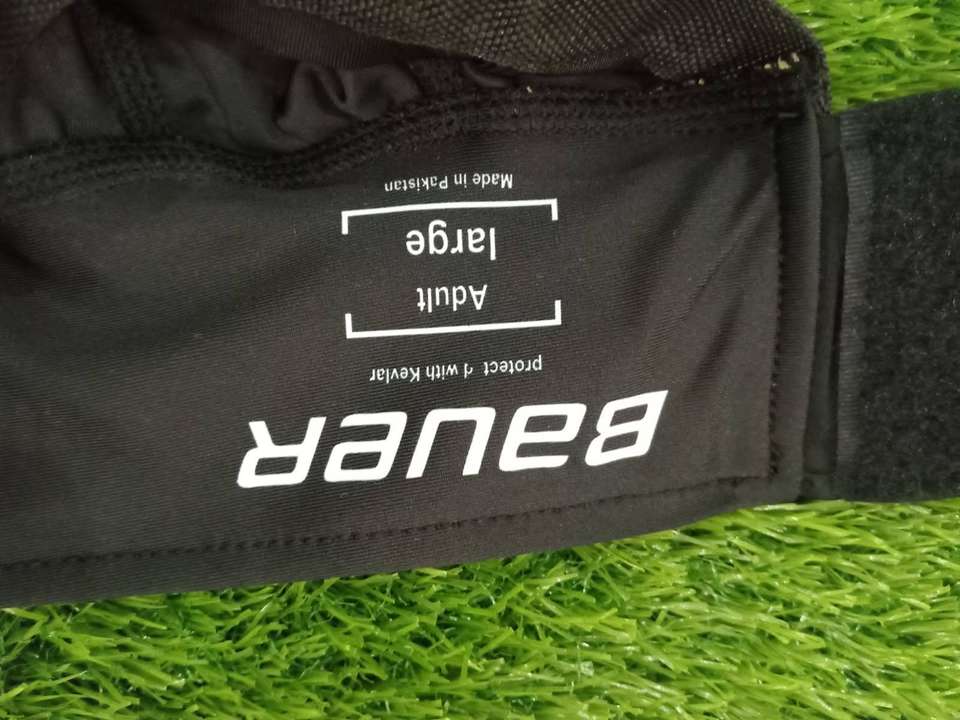 BAUER
protect d with Kevlar
Adult
large
Made in Pakistan